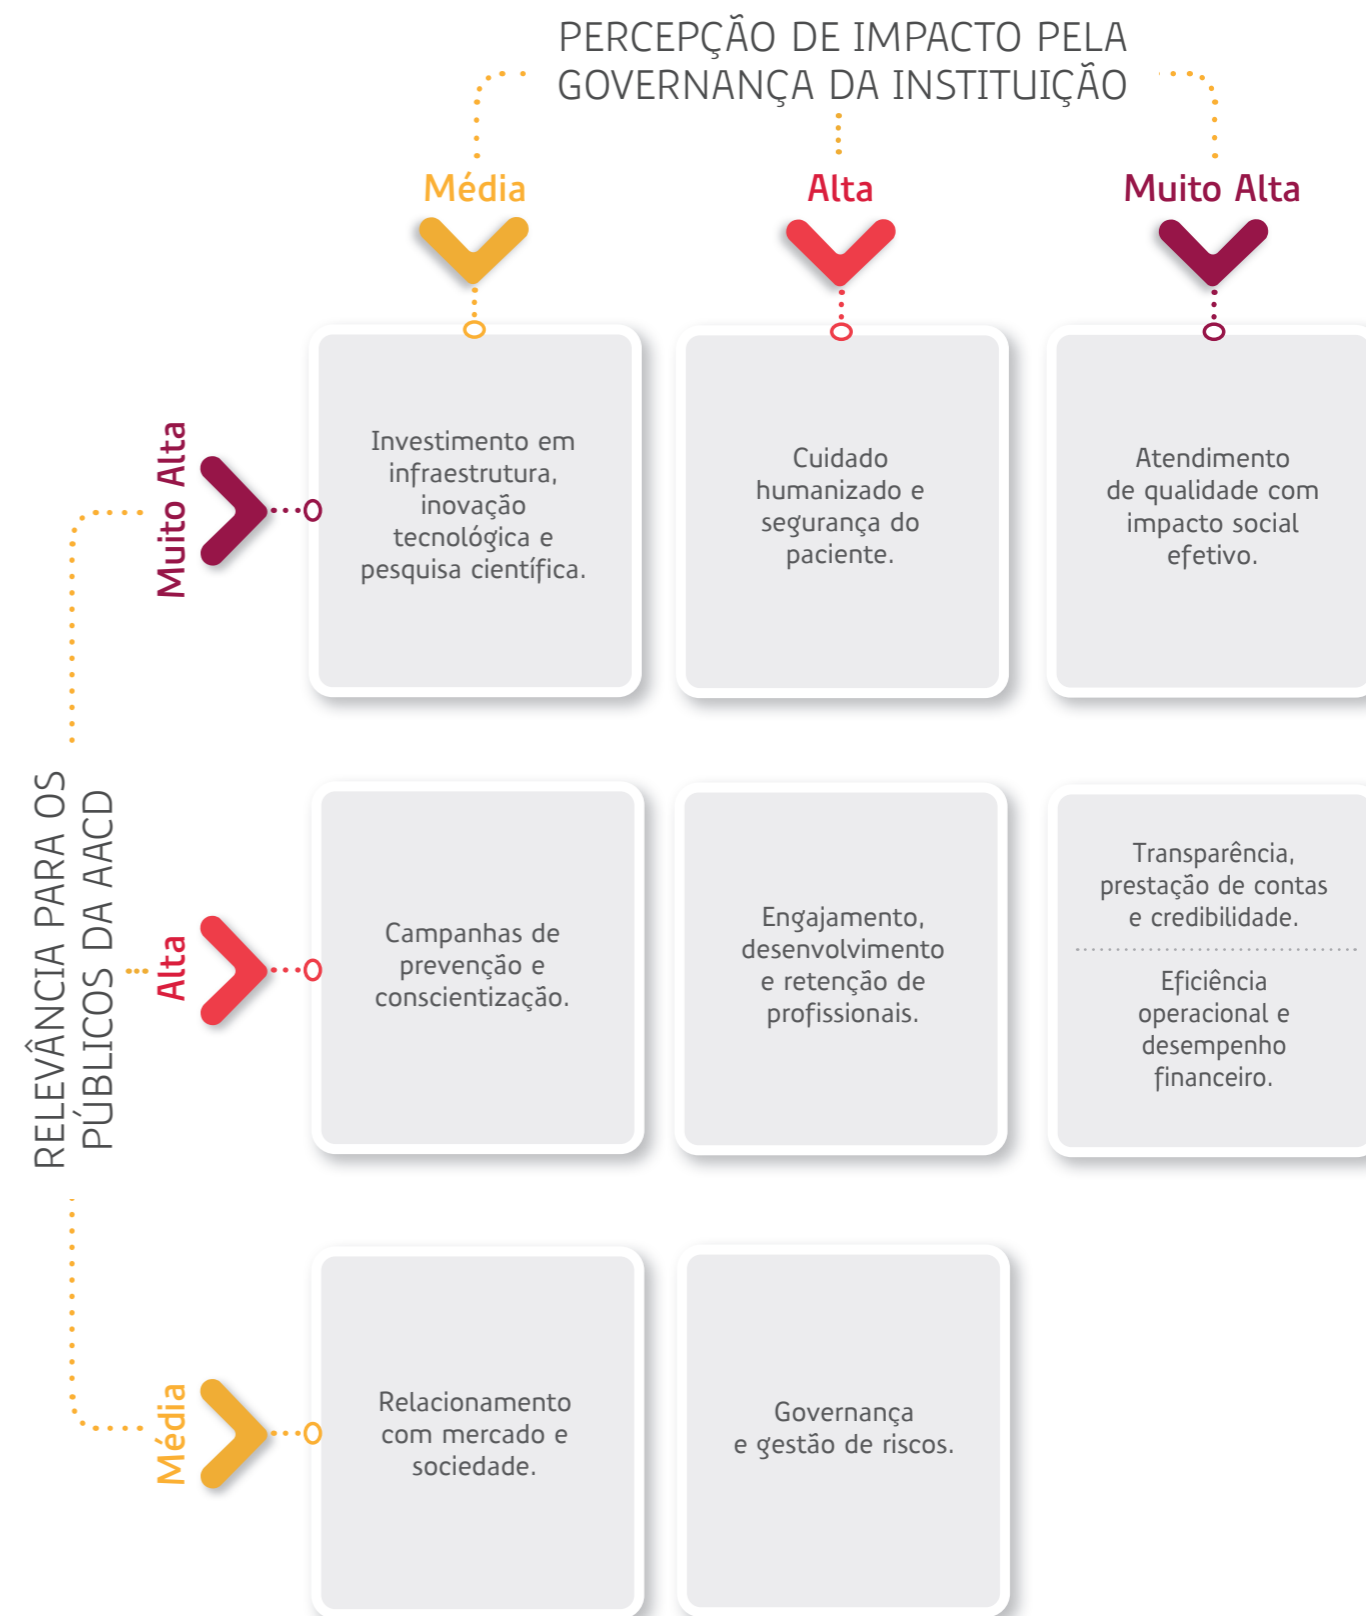 PERCEPÇÃO DE IMPACTO PELA
GOVERNANÇA DA INSTITUIÇÃO
Média
Alta
Muito Alta
RELEVÂNCIA PARA OS
PÚBLICOS DA AACD
Muito Alta
Investimento em
infraestrutura,
inovação
tecnológica e
pesquisa científica.
Cuidado
humanizado e
segurança do
paciente.
Atendimento
de qualidade com
impacto social
efetivo.
Alta
Campanhas de
prevenção e
conscientização.
Engajamento,
desenvolvimento
e retenção de
profissionais.
Transparência,
prestação de contas
e credibilidade.
Eficiência
operacional e
desempenho
financeiro.
Média
Relacionamento
com mercado e
sociedade.
Governança
e gestão de riscos.